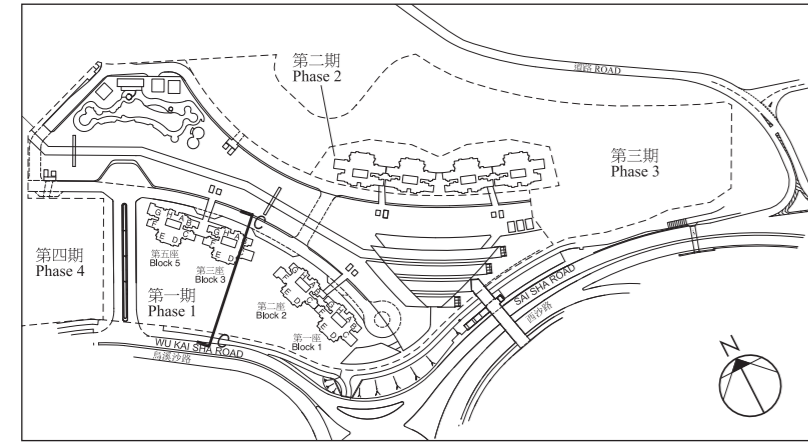 第二期
Phase 2
道路 ROAD
第三期
Phase 3
第四期
Phase 4
第一期
Phase 1
第五座
Block 5
第三座
Block 3
第二座
Block 2
第一座
Block 1
C
C
WU KAI SHA ROAD
烏溪沙路
SAI SHA ROAD
西沙路
N